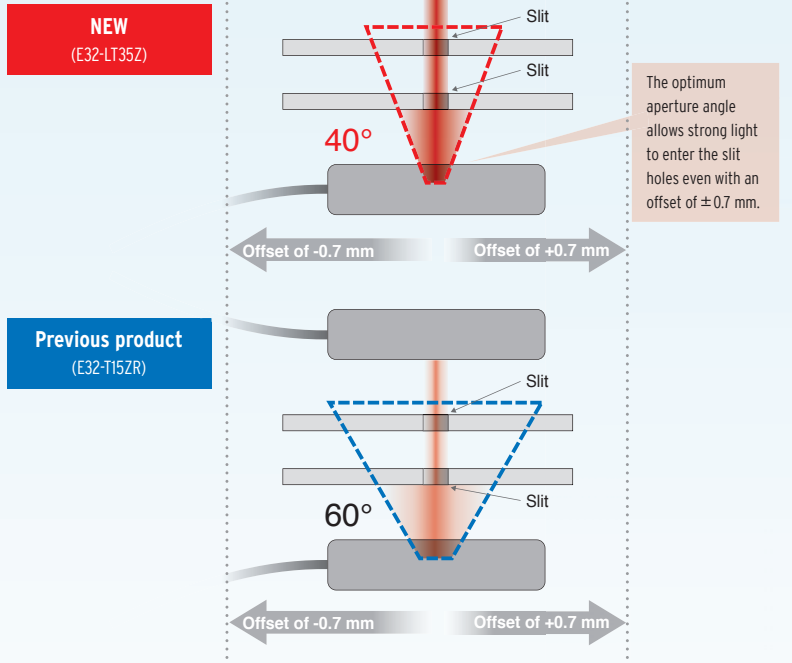 NEW
(E32-LT35Z)
Slit
Slit
40°
The optimum
aperture angle
allows strong light
to enter the slit
holes even with an
offset of ±0.7 mm.
Offset of -0.7 mm
Offset of +0.7 mm
Previous product
(E32-T15ZR)
Slit
Slit
60°
Offset of -0.7 mm
Offset of +0.7 mm